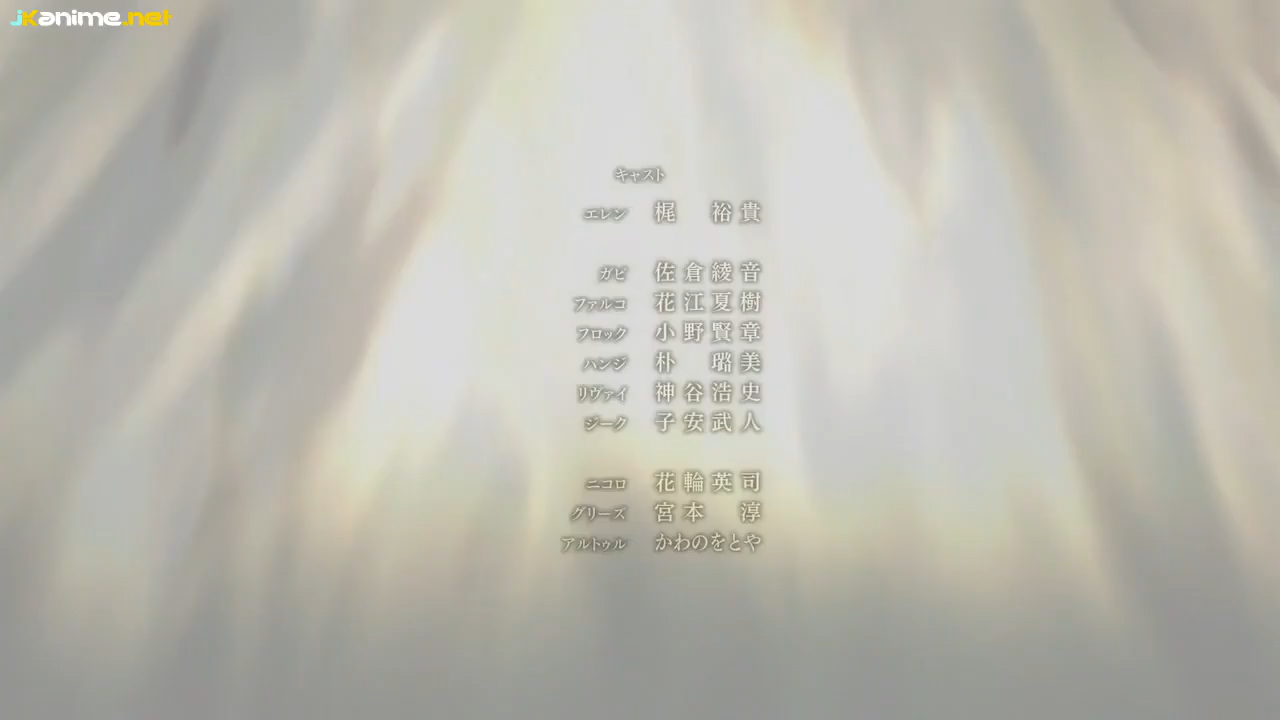 jkanime.net
キャスト
エレン 梶 裕貴
ガビ 佐倉綾音
ファルコ 花江夏樹
フロック 小野賢章
ハンジ 朴 璐美
リヴァイ 神谷浩史
ジーク 子安武人
ニコロ 花輪英司
グリーズ 宮本 淳
アルトゥル かわのをとや